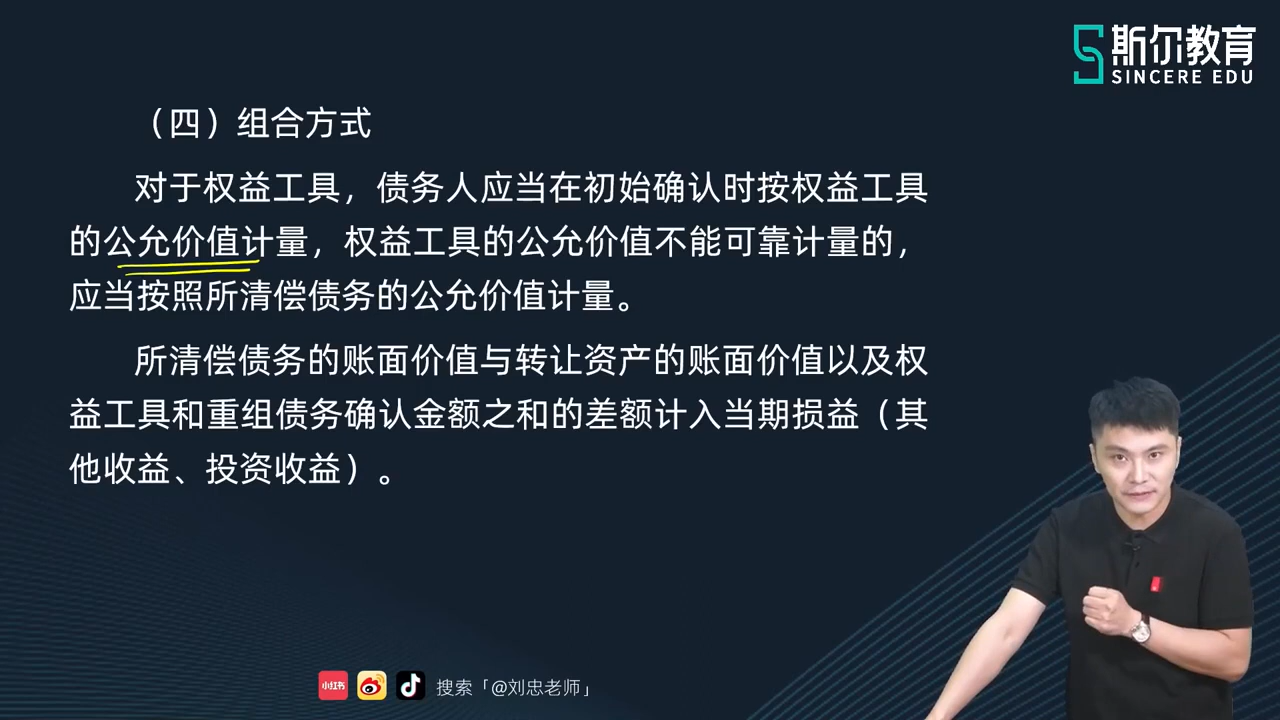 斯尔教育
SINCERE EDU
（四）组合方式
对于权益工具，债务人应当在初始确认时按权益工具
的公允价值计量，权益工具的公允价值不能可靠计量的，
应当按照所清偿债务的公允价值计量。
所清偿债务的账面价值与转让资产的账面价值以及权
益工具和重组债务确认金额之和的差额计入当期损益（其
他收益、投资收益）。
小红书
搜索「@刘忠老师」